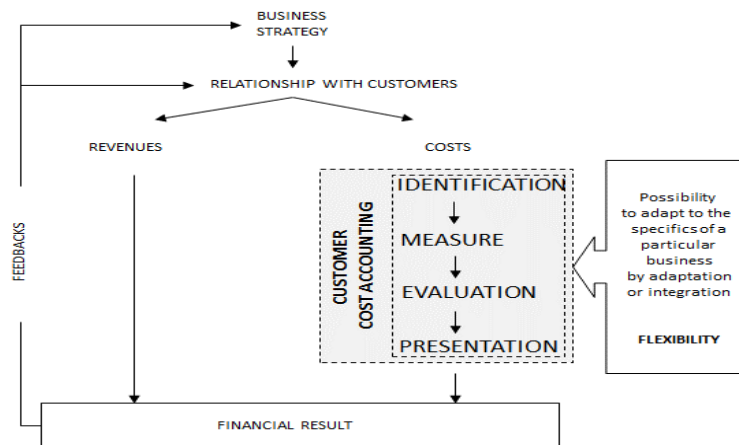 BUSINESS
STRATEGY
RELATIONSHIP WITH CUSTOMERS
REVENUES
COSTS
FEEDBACKS
CUSTOMER
COST ACCOUNTING
IDENTIFICATION
MEASURE
EVALUATION
PRESENTATION
Possibility
to adapt to the
specifics of a
particular
business
by adaptation
or integration
FLEXIBILITY
FINANCIAL RESULT